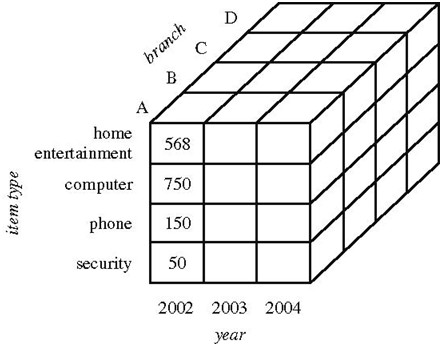 branch
D
C
B
A
home
entertainment
568
computer
750
phone
150
security
50
item type
2002 2003 2004
year